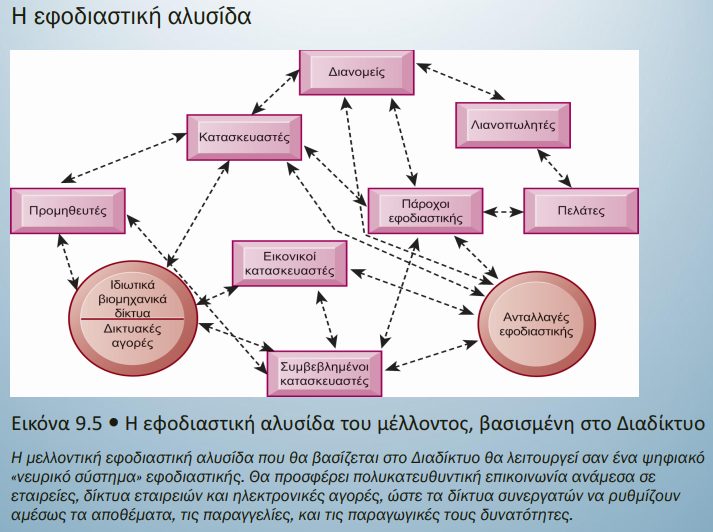 Η εφοδιαστική αλυσίδα
Διανομείς
Λιανοπωλητές
Κατασκευαστές
Προμηθευτές
Πάροχοι
εφοδιαστικής
Πελάτες
Εικονικοί
κατασκευαστές
Ιδιωτικά
βιομηχανικά
δίκτυα
Δικτυακές
αγορές
Ανταλλαγές
εφοδιαστικής
Συμβεβλημένοι
κατασκευαστές
Εικόνα 9.5 • Η εφοδιαστική αλυσίδα του μέλλοντος, βασισμένη στο Διαδίκτυο
Η μελλοντική εφοδιαστική αλυσίδα που θα βασίζεται στο Διαδίκτυο θα λειτουργεί σαν ένα ψηφιακό
«νευρικό σύστημα» εφοδιαστικής. Θα προσφέρει πολυκατευθυντική επικοινωνία ανάμεσα σε
εταιρείες, δίκτυα εταιρειών και ηλεκτρονικές αγορές, ώστε τα δίκτυα συνεργατών να ρυθμίζουν
αμέσως τα αποθέματα, τις παραγγελίες, και τις παραγωγικές τους δυνατότητες.